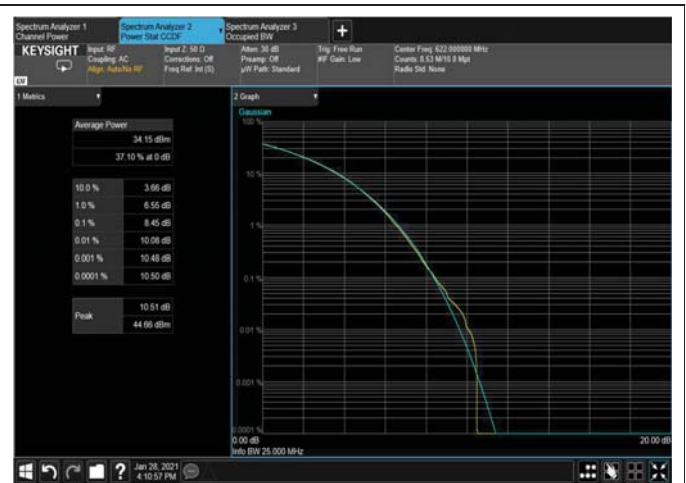 Spectrum Analyzer 1
Channel Power
Spectrum Analyzer 2
Power Stat CCDF
Spectrum Analyzer 3
Occupied BW
KEYSIGHT
Input: RF
Coupling: AC
Align: Auto/No RF
Input Z: 50 Ω
Corrections: Off
Freq Ref: Int (S)
Atten: 30 dB
Preamp: Off
µW Path: Standard
Trig: Free Run
#IF Gain: Low
Center Freq: 622.000000 MHz
Counts: 8.53 M/10.0 Mpt
Radio Std: None
1 Metrics
Average Power
34.15 dBm
37.10 % at 0 dB
10.0 % 3.66 dB
1.0 % 6.55 dB
0.1 % 8.45 dB
0.01 % 10.08 dB
0.001 % 10.48 dB
0.0001 % 10.50 dB
Peak
10.51 dB
44.66 dBm
2 Graph
Gaussian
100 %
10 %
1 %
0.1 %
0.01 %
0.001 %
0.0001 %
0.00 dB
20.00 dB
Info BW 25.000 MHz
Jan 28, 2021
4:10:57 PM